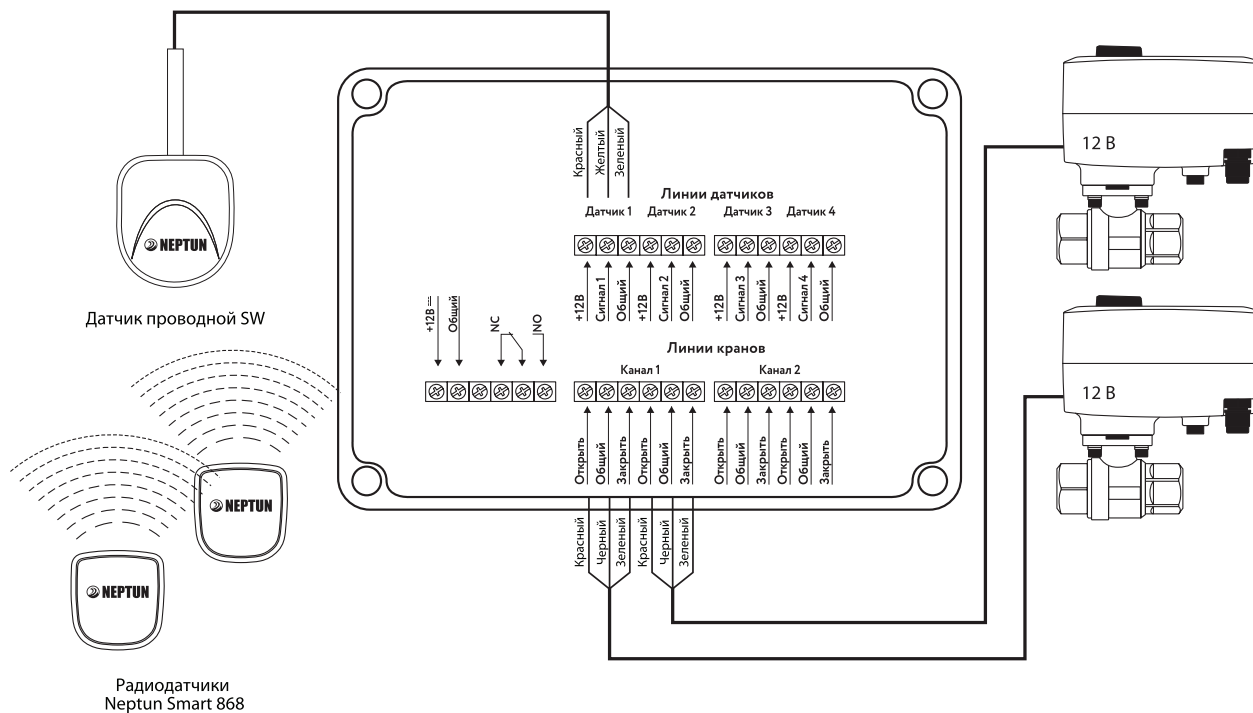 Красный
Желтый
Зеленый
12 В
Линии датчиков
Датчик 1
Датчик 2
Датчик 3
Датчик 4
NEPTUN
Датчик проводной SW
+12В
Сигнал 1
Общий
+12В
Сигнал 2
Общий
+12В
Сигнал 3
Общий
+12В
Сигнал 4
Общий
+12В
Общий
NC
NO
Линии кранов
Канал 1
Канал 2
12 В
Открыть
Общий
Закрыть
Открыть
Общий
Закрыть
Открыть
Общий
Закрыть
Открыть
Общий
Закрыть
NEPTUN
Красный
Черный
Зеленый
Красный
Черный
Зеленый
NEPTUN
Радиодатчики
Neptun Smart 868